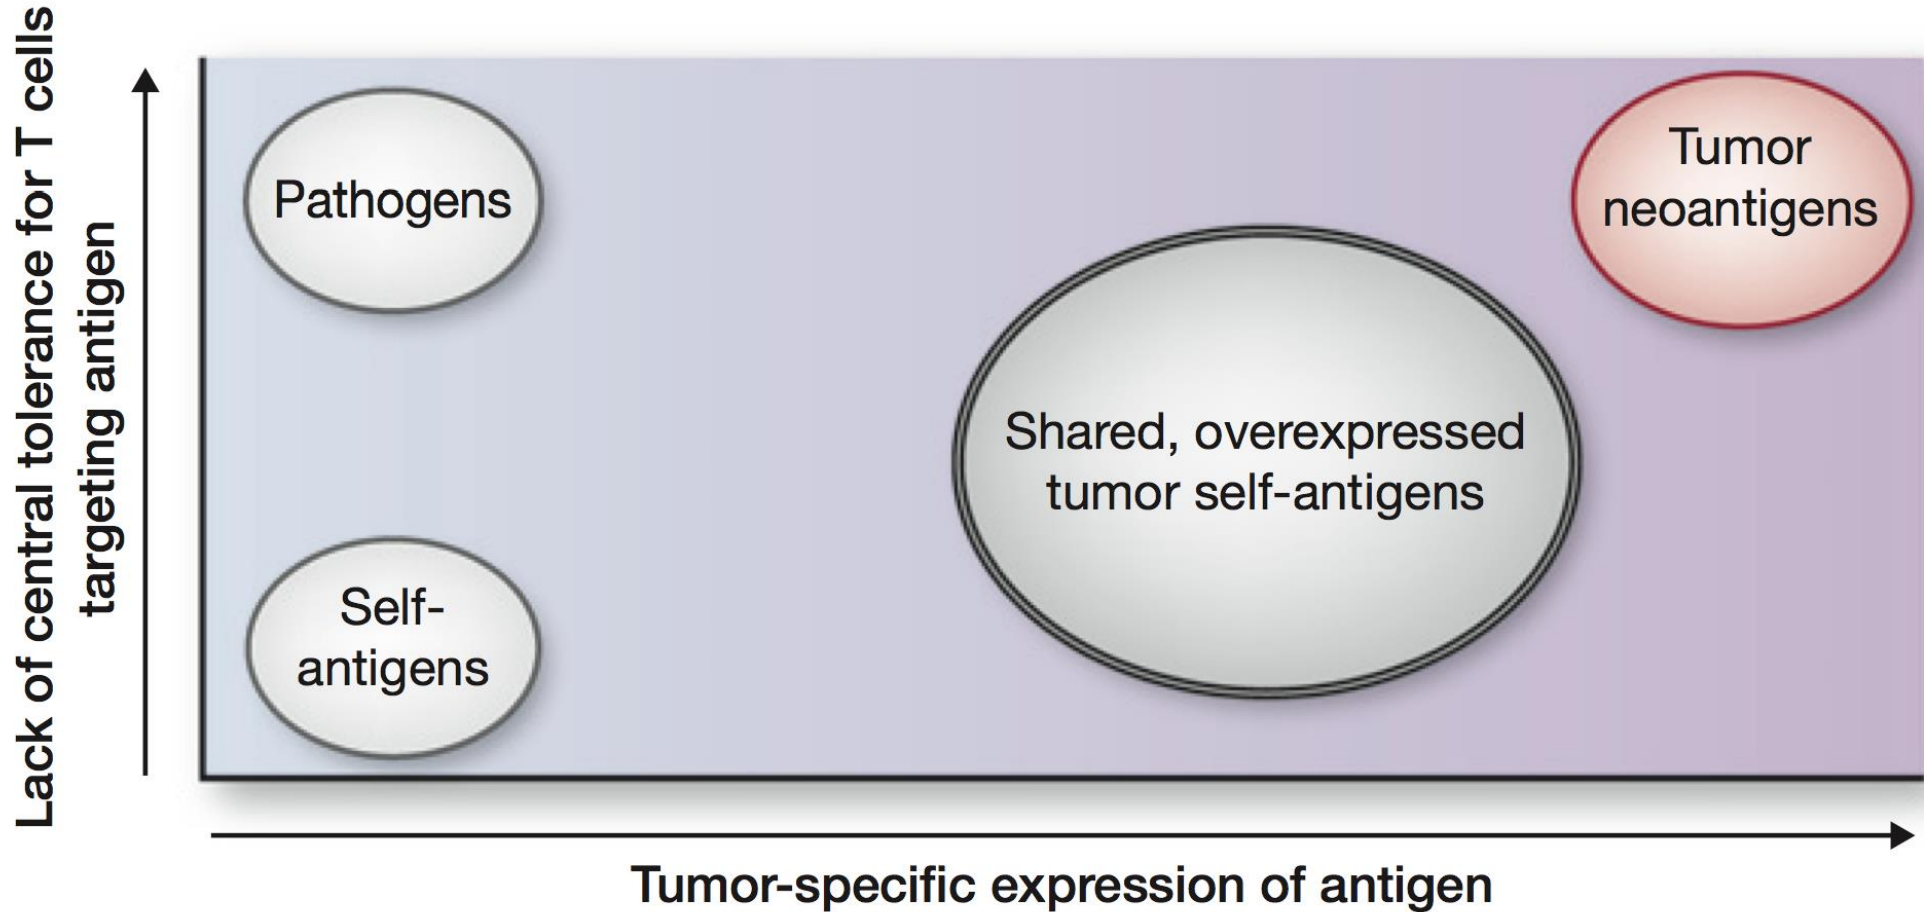 Lack of central tolerance for T cells
targeting antigen
Pathogens
Tumor
neoantigens
Shared, overexpressed
tumor self-antigens
Self-
antigens
Tumor-specific expression of antigen